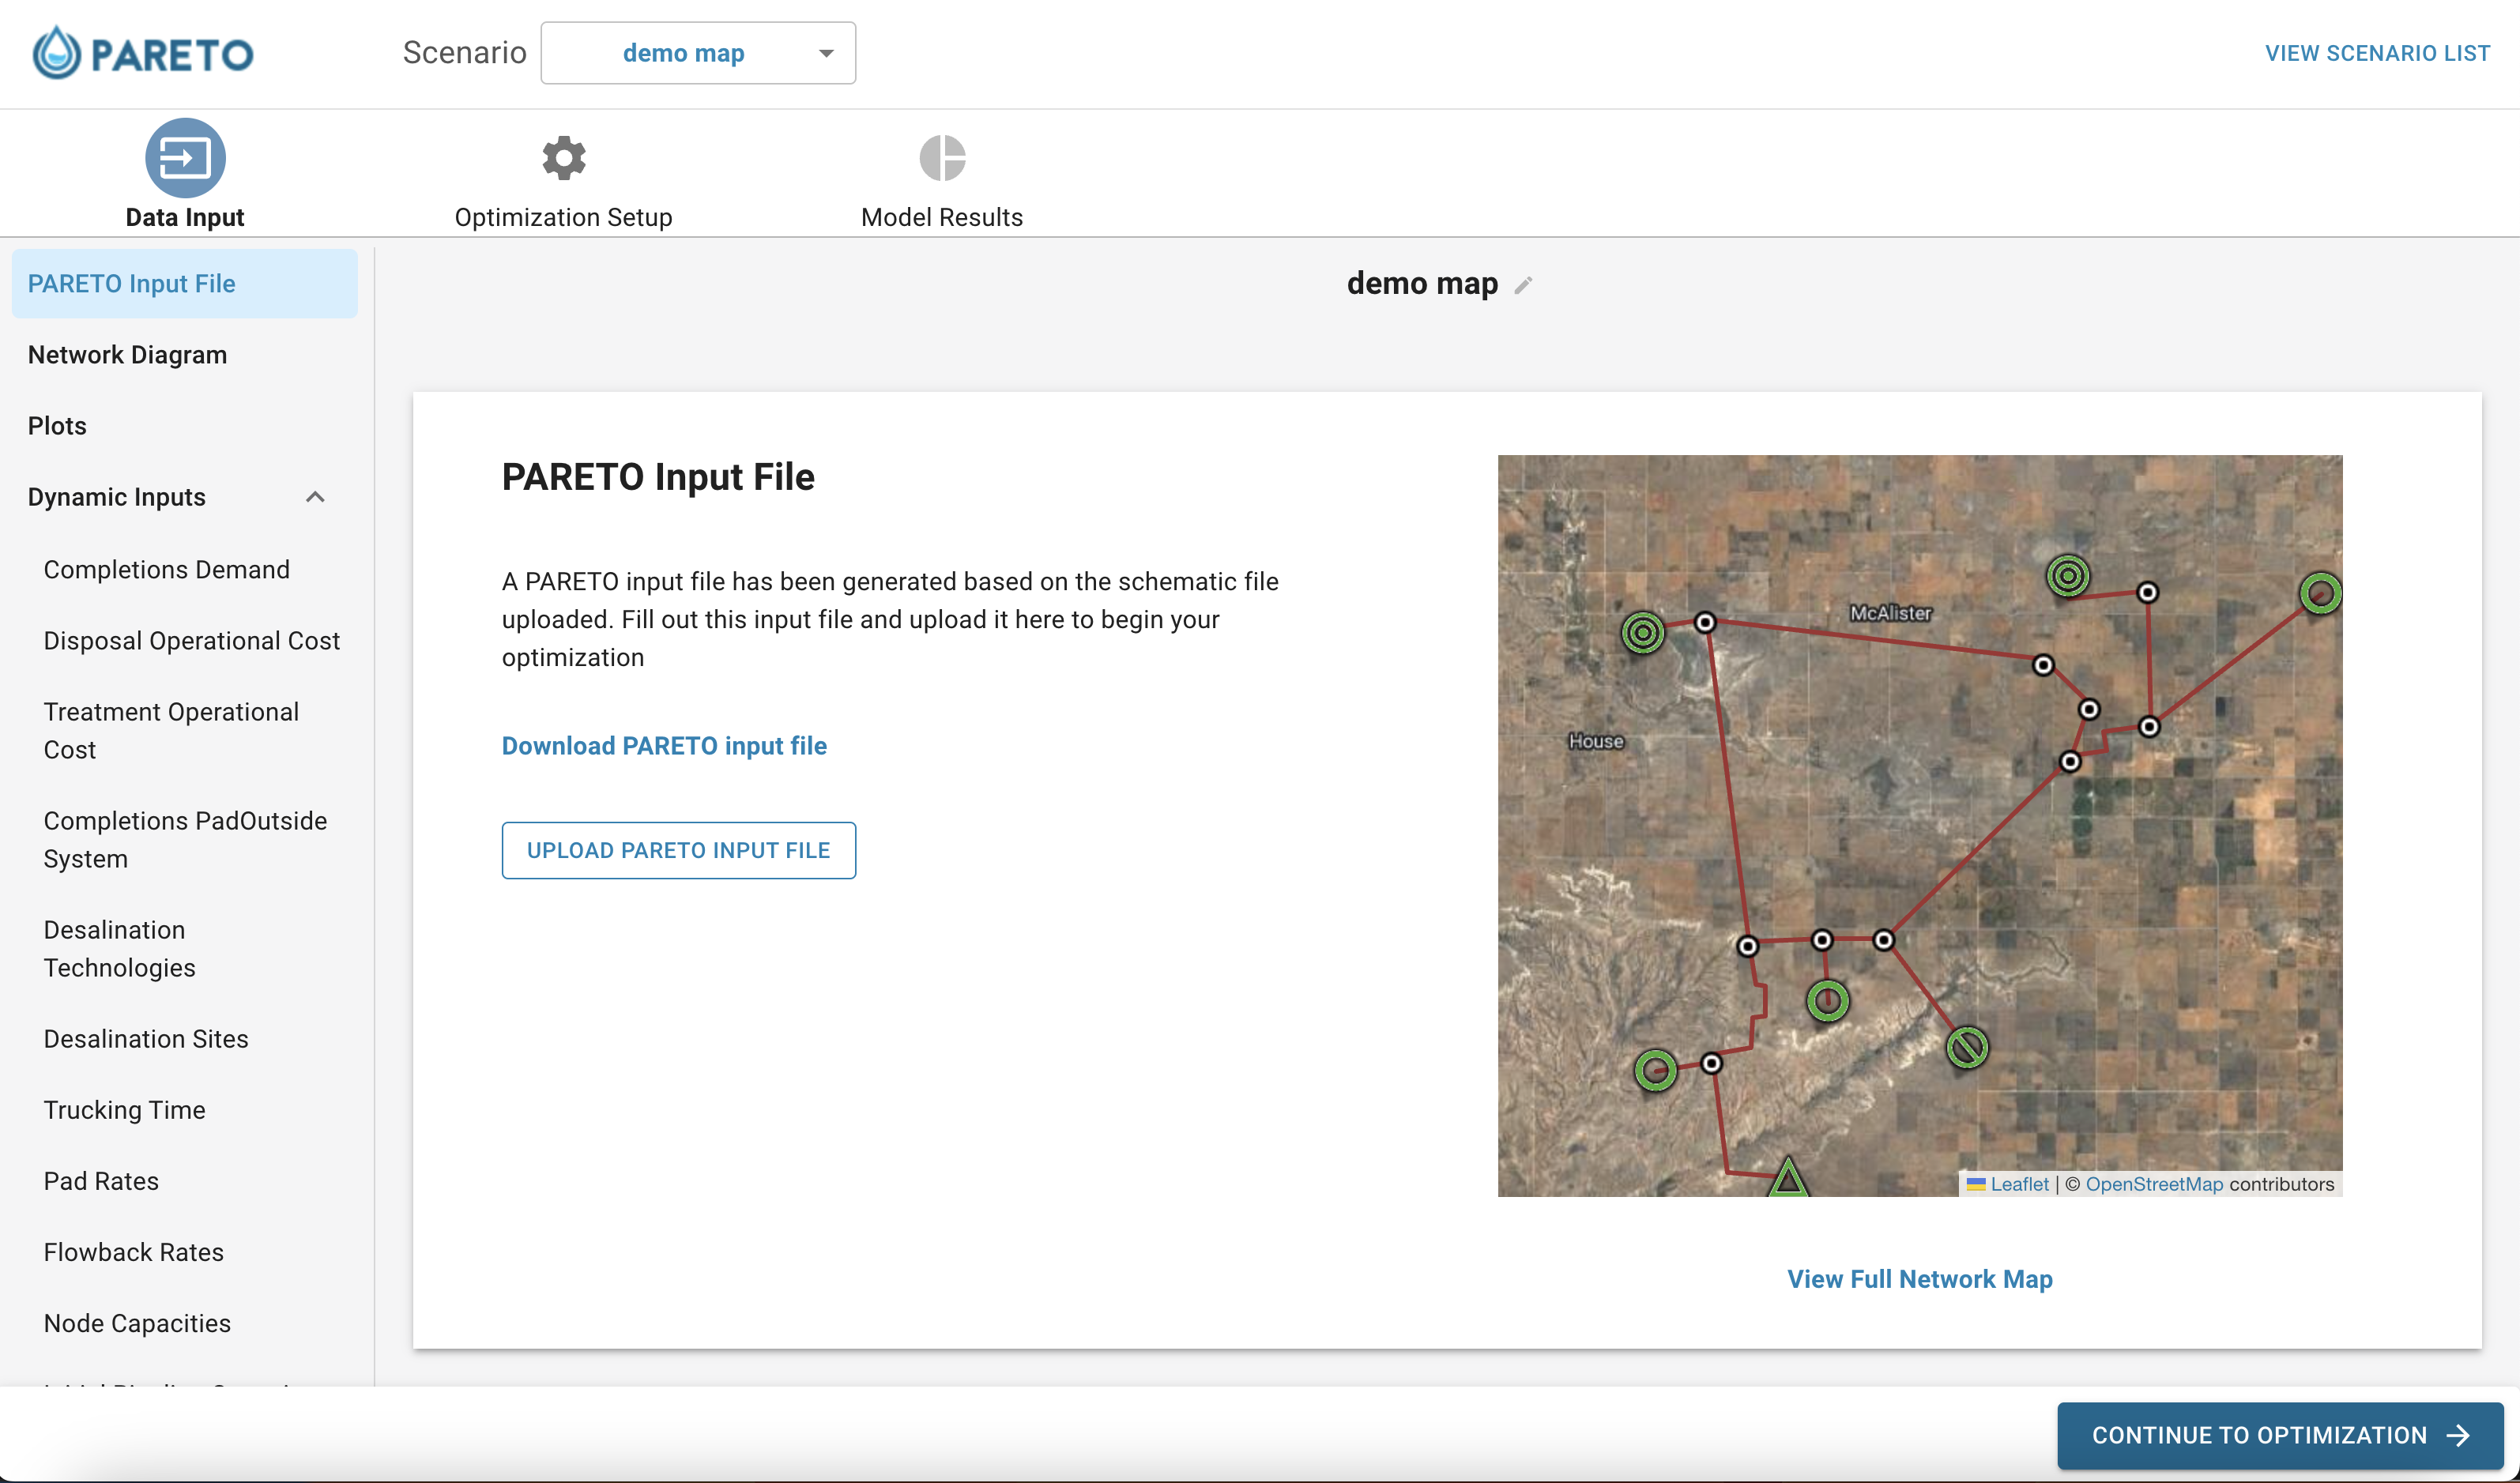 PARETO
Scenario
demo map
VIEW SCENARIO LIST
Data Input
Optimization Setup
Model Results
PARETO Input File
Network Diagram
Plots
Dynamic Inputs
Completions Demand
Disposal Operational Cost
Treatment Operational
Cost
Completions PadOutside
System
Desalination
Technologies
Desalination Sites
Trucking Time
Pad Rates
Flowback Rates
Node Capacities
demo map
PARETO Input File
A PARETO input file has been generated based on the schematic file
uploaded. Fill out this input file and upload it here to begin your
optimization
Download PARETO input file
UPLOAD PARETO INPUT FILE
McAlister
House
Leaflet | © OpenStreetMap contributors
View Full Network Map
CONTINUE TO OPTIMIZATION